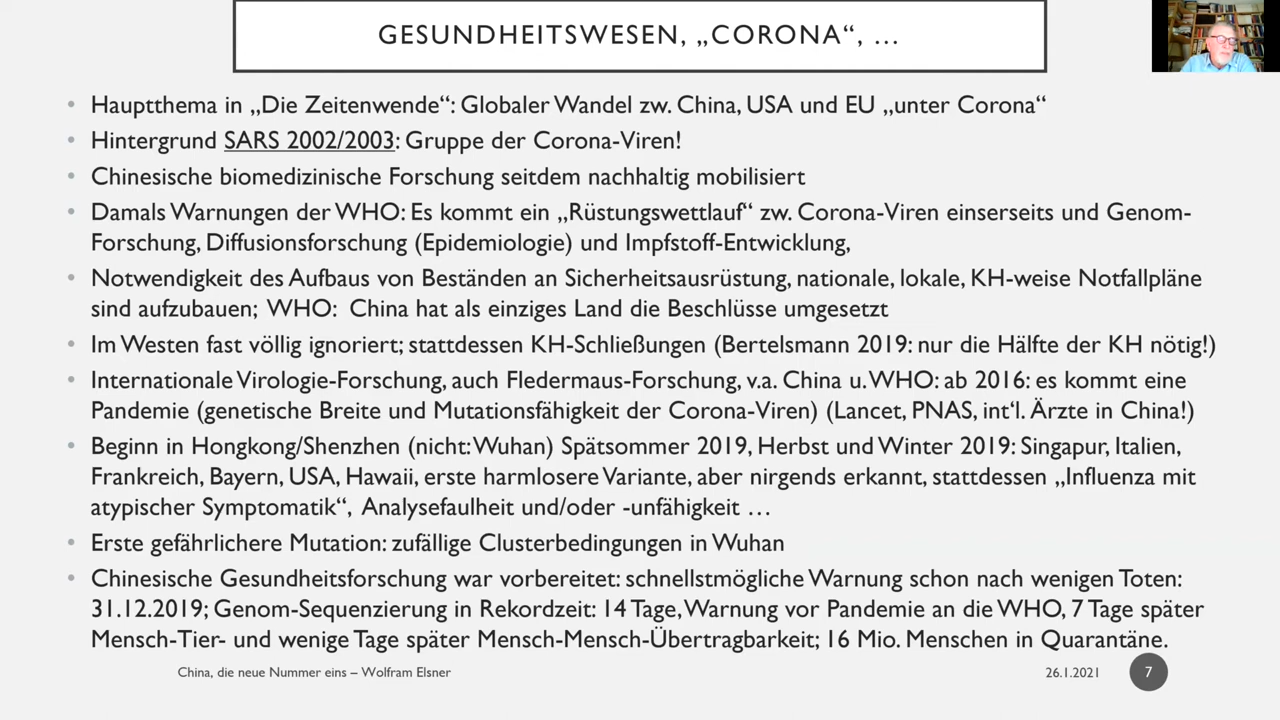 GESUNDHEITSWESEN, „CORONA“, …
• Hauptthema in „Die Zeitenwende“: Globaler Wandel zw. China, USA und EU „unter Corona“
• Hintergrund SARS 2002/2003: Gruppe der Corona-Viren!
• Chinesische biomedizinische Forschung seitdem nachhaltig mobilisiert
• Damals Warnungen der WHO: Es kommt ein „Rüstungswettlauf“ zw. Corona-Viren einserseits und Genom-
Forschung, Diffusionsforschung (Epidemiologie) und Impfstoff-Entwicklung,
• Notwendigkeit des Aufbaus von Beständen an Sicherheitsausrüstung, nationale, lokale, KH-weise Notfallpläne
sind aufzubauen; WHO: China hat als einziges Land die Beschlüsse umgesetzt
• Im Westen fast völlig ignoriert; stattdessen KH-Schließungen (Bertelsmann 2019: nur die Hälfte der KH nötig!)
• Internationale Virologie-Forschung, auch Fledermaus-Forschung, v.a. China u. WHO: ab 2016: es kommt eine
Pandemie (genetische Breite und Mutationsfähigkeit der Corona-Viren) (Lancet, PNAS, int‘l. Ärzte in China!)
• Beginn in Hongkong/Shenzhen (nicht: Wuhan) Spätsommer 2019, Herbst und Winter 2019: Singapur, Italien,
Frankreich, Bayern, USA, Hawaii, erste harmlosere Variante, aber nirgends erkannt, stattdessen „Influenza mit
atypischer Symptomatik“, Analysefaulheit und/oder -unfähigkeit …
• Erste gefährlichere Mutation: zufällige Clusterbedingungen in Wuhan
• Chinesische Gesundheitsforschung war vorbereitet: schnellstmögliche Warnung schon nach wenigen Toten:
31.12.2019; Genom-Sequenzierung in Rekordzeit: 14 Tage, Warnung vor Pandemie an die WHO, 7 Tage später
Mensch-Tier- und wenige Tage später Mensch-Mensch-Übertragbarkeit; 16 Mio. Menschen in Quarantäne.
China, die neue Nummer eins – Wolfram Elsner
26.1.2021
7